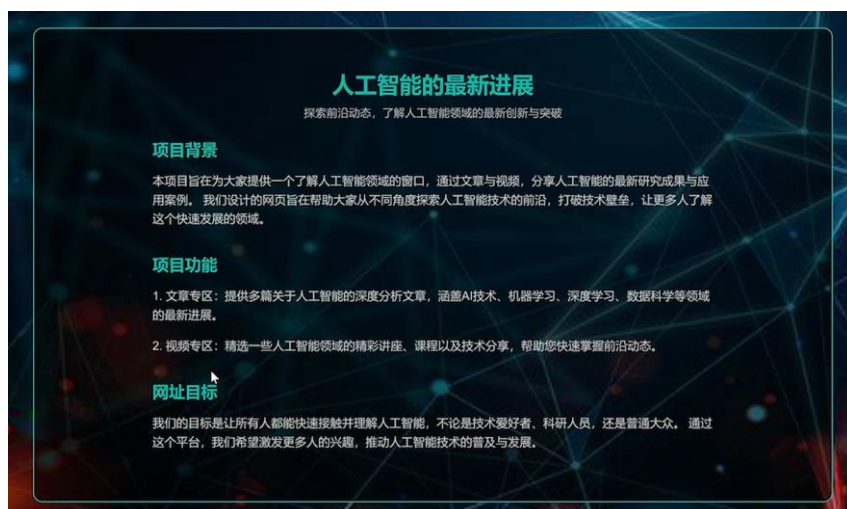 人工智能的最新进展
探索前沿动态，了解人工智能领域的最新创新与突破
项目背景
本项目旨在为大家提供一个了解人工智能领域的窗口，通过文章与视频，分享人工智能的最新研究成果与应
用案例。 我们设计的网页旨在帮助大家从不同角度探索人工智能技术的前沿，打破技术壁垒，让更多人了解
这个快速发展的领域。
项目功能
1. 文章专区：提供多篇关于人工智能的深度分析文章，涵盖AI技术、机器学习、深度学习、数据科学等领域
的最新进展。
2. 视频专区：精选一些人工智能领域的精彩讲座、课程以及技术分享，帮助您快速掌握前沿动态。
网址目标
我们的目标是让所有人都能快速接触并理解人工智能，不论是技术爱好者、科研人员，还是普通大众。 通过
这个平台，我们希望激发更多人的兴趣，推动人工智能技术的普及与发展。